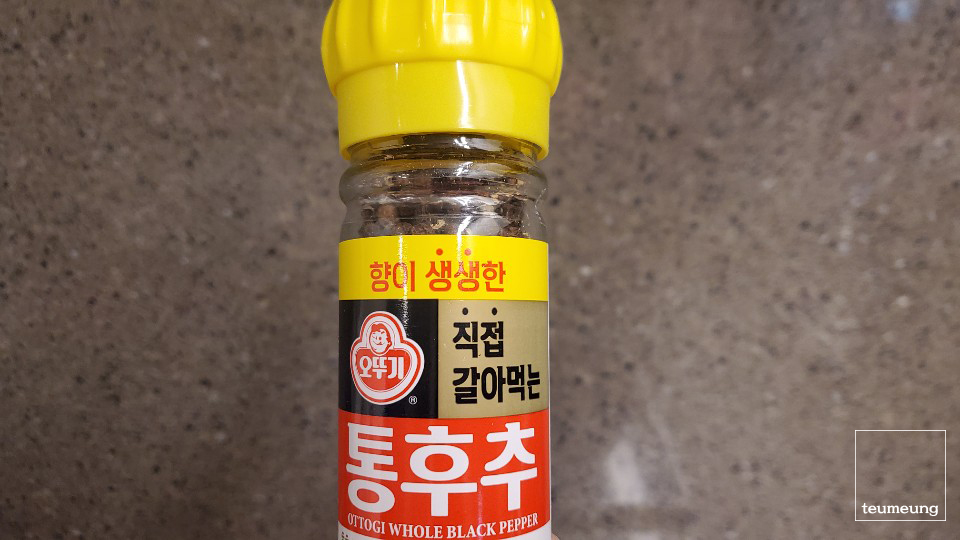 향이 생생한
오뚜기
®
직접
갈아먹는
통후추
OTTOGI WHOLE BLACK PEPPER
teumeung